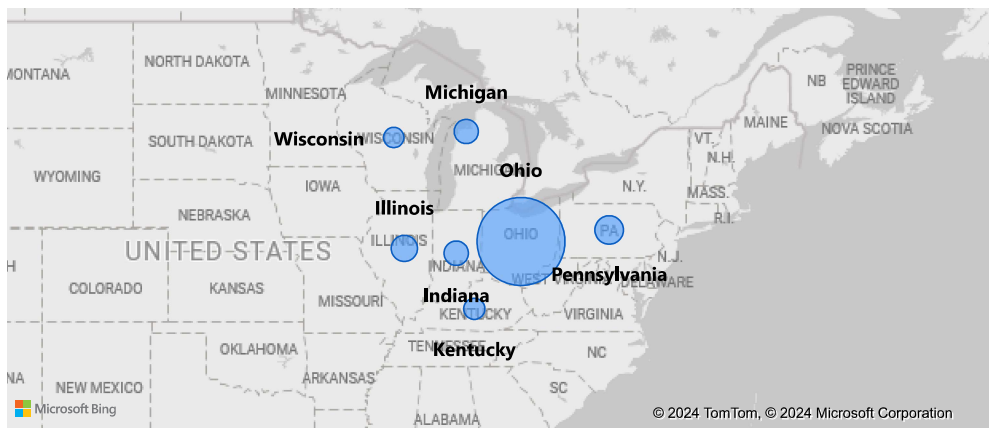 MONTANA
NORTH DAKOTA
MINNESOTA
Michigan
NB
PRINCE
EDWARD
ISLAND
MAINE
NOVA SCOTIA
SOUTH DAKOTA
Wisconsin
WISCONSIN
VT.
N.H.
WYOMING
IOWA
MICHIGAN
Ohio
N.Y.
MASS.
NEBRASKA
Illinois
R.I.
UNITED STATES
ILLINOIS
OHIO
PA
H
INDIANA
N.J.
WEST VIRGINIA
Pennsylvania
DELAWARE
COLORADO
KANSAS
MISSOURI
Indiana
KENTUCKY
VIRGINIA
OKLAHOMA
TENNESSEE
Kentucky
NC
NA
NEW MEXICO
ARKANSAS
SC
ALABAMA
Microsoft Bing
© 2024 TomTom, © 2024 Microsoft Corporation